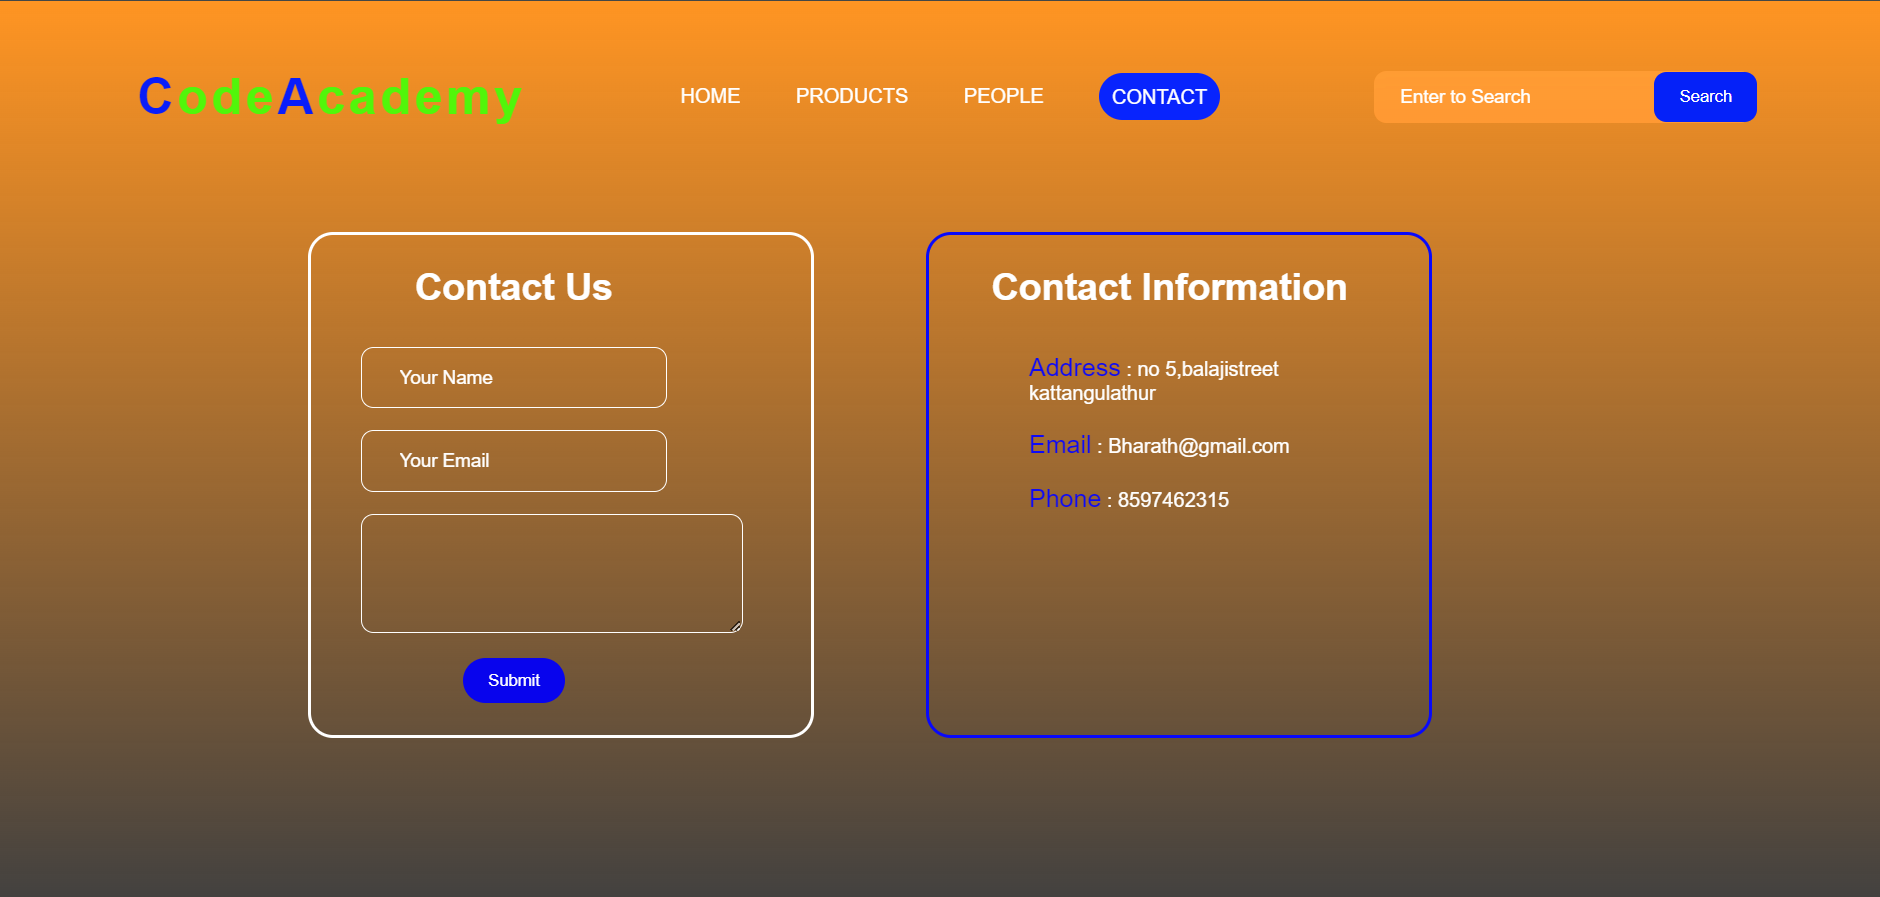 CodeAcademy
HOME PRODUCTS PEOPLE CONTACT
Enter to Search Search
Contact Us
Your Name
Your Email
Submit
Contact Information
Address : no 5,balajistreet
kattangulathur
Email : Bharath@gmail.com
Phone : 8597462315